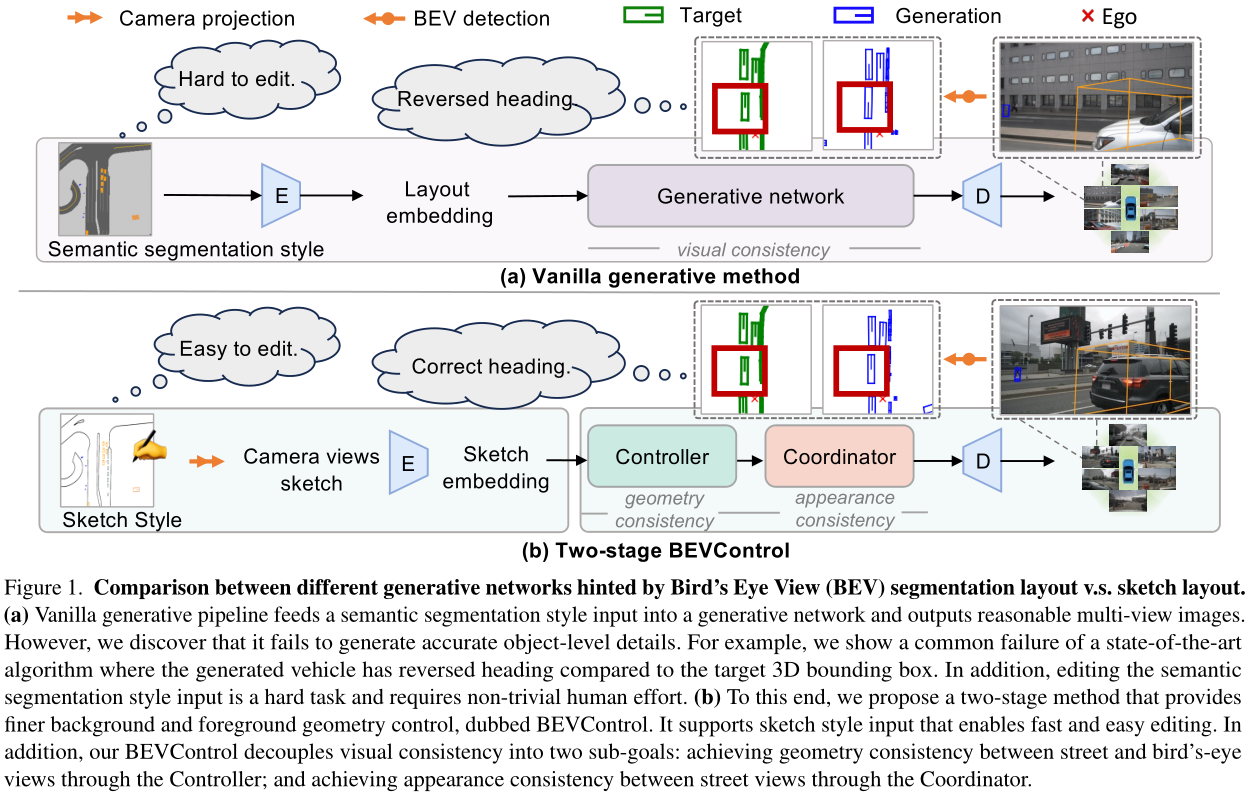 Camera projection BEV detection Target Generation Ego
Hard to edit.
Reversed heading.
E
Layout
embedding
Generative network
D
Semantic segmentation style
visual consistency
(a) Vanilla generative method
Easy to edit.
Correct heading.
Camera views
sketch
E
Sketch
embedding
Controller
Coordinator
D
Sketch Style
geometry
consistency
appearance
consistency
(b) Two-stage BEVControl
Figure 1. Comparison between different generative networks hinted by Bird's Eye View (BEV) segmentation layout v.s. sketch layout.
(a) Vanilla generative pipeline feeds a semantic segmentation style input into a generative network and outputs reasonable multi-view images.
However, we discover that it fails to generate accurate object-level details. For example, we show a common failure of a state-of-the-art
algorithm where the generated vehicle has reversed heading compared to the target 3D bounding box. In addition, editing the semantic
segmentation style input is a hard task and requires non-trivial human effort. (b) To this end, we propose a two-stage method that provides
finer background and foreground geometry control, dubbed BEVControl. It supports sketch style input that enables fast and easy editing. In
addition, our BEVControl decouples visual consistency into two sub-goals: achieving geometry consistency between street and bird's-eye
views through the Controller; and achieving appearance consistency between street views through the Coordinator.